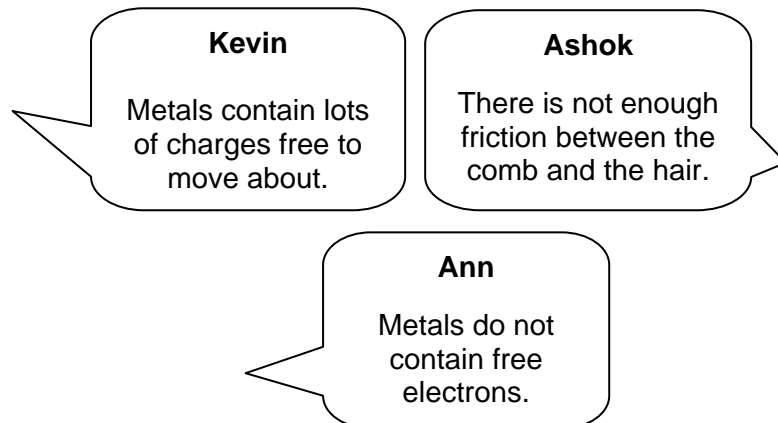 Kevin
Metals contain lots
of charges free to
move about.
Ashok
There is not enough
friction between the
comb and the hair.
Ann
Metals do not
contain free
electrons.